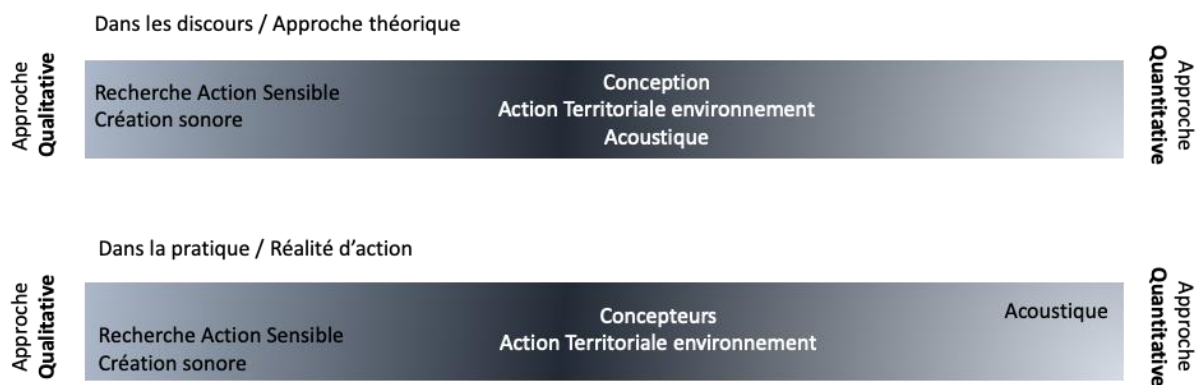 Dans les discours / Approche théorique
Approche
Qualitative
Recherche Action Sensible
Création sonore
Conception
Action Territoriale environnement
Acoustique
Approche
Quantitative
Dans la pratique / Réalité d’action
Approche
Qualitative
Recherche Action Sensible
Création sonore
Concepteurs
Action Territoriale environnement
Acoustique
Approche
Quantitative